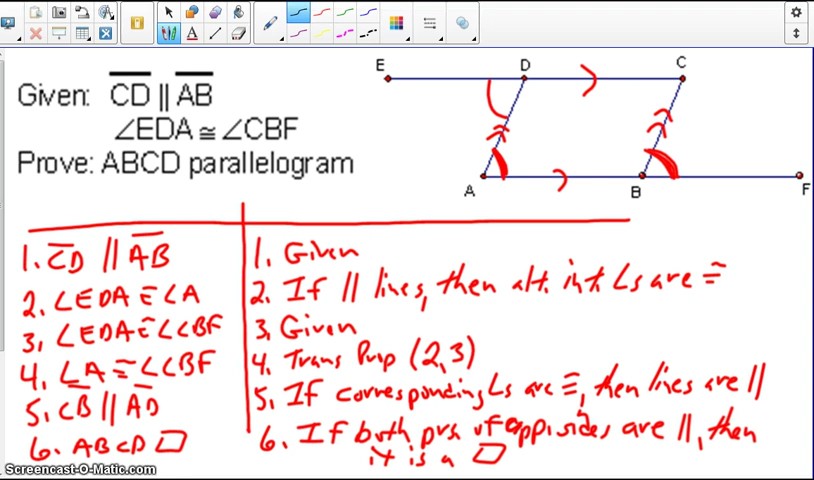 E D C
Given: CD || AB
∠EDA ≅ ∠CBF
Prove: ABCD parallelogram
A B F
1. CD || AB
1. Given
2. ∠EDA ≅ ∠A
2. If || lines, then alt. int ∠s are ≅
3. ∠EDA ≅ ∠CBF
3. Given
4. ∠A ≅ ∠CBF
4. Trans Prop (2,3)
5. CB || AD
5. If corresponding ∠s are ≅, then lines are ||
6. ABCD ▱
6. If both prs of opp sides are ||, then
it is a ▱
Screencast-O-Matic.com